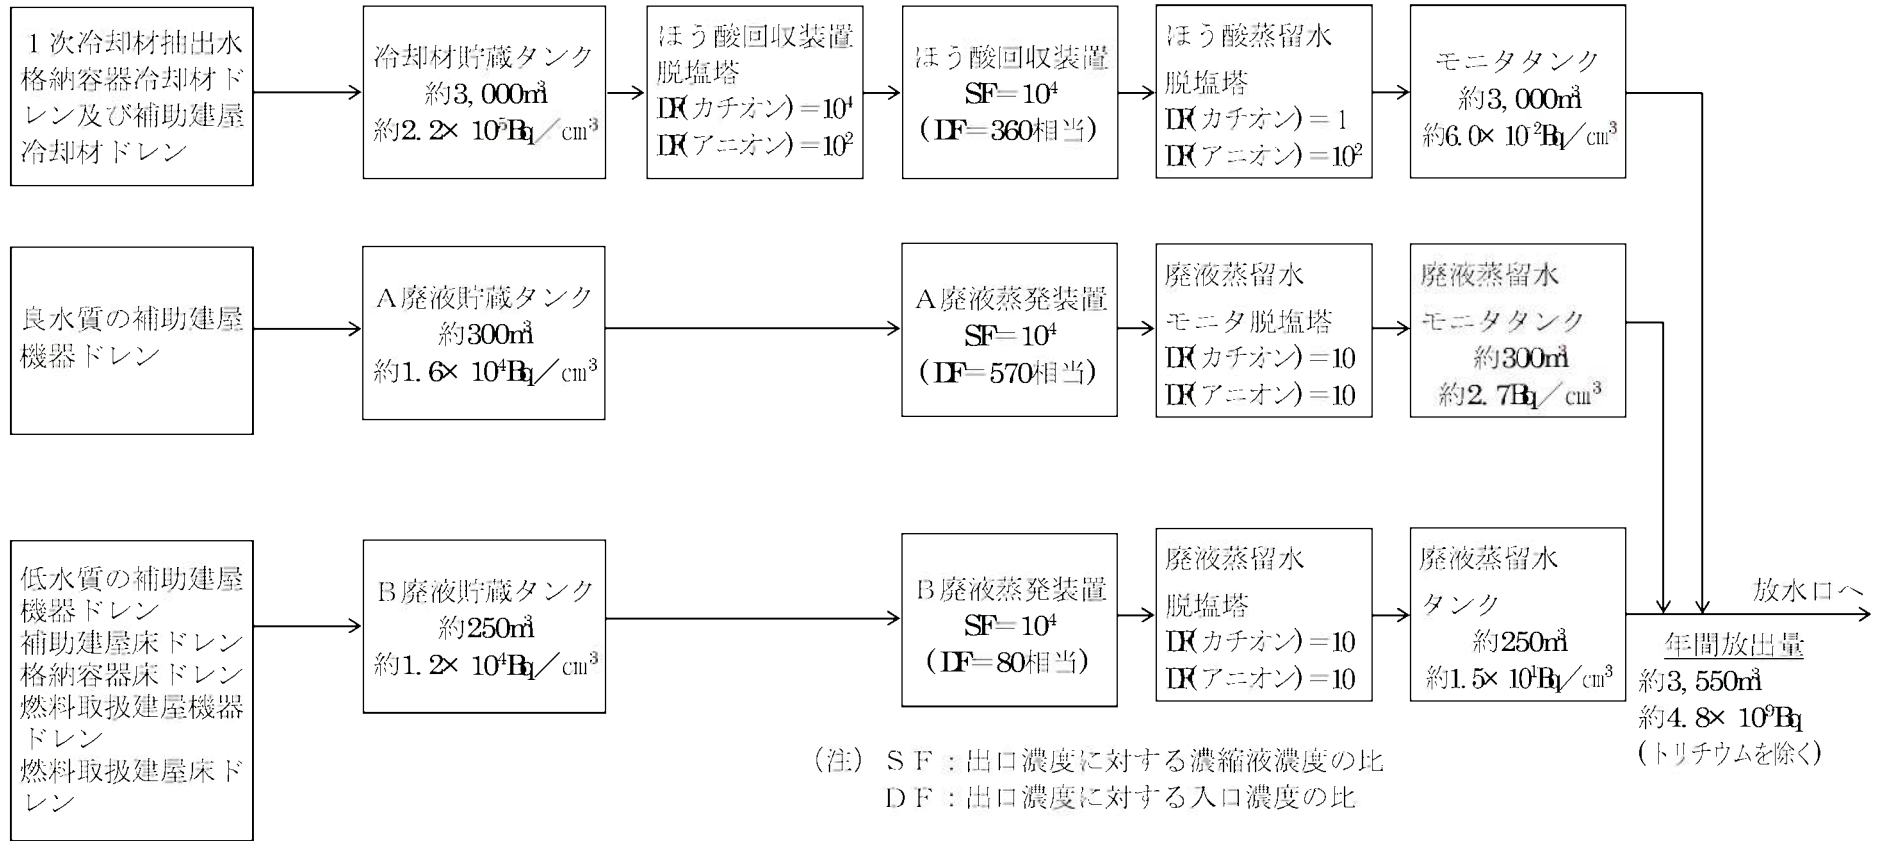 1次冷却材抽出水
格納容器冷却材ド
レン及び補助建屋
冷却材ドレン
冷却材貯蔵タンク
約3,000㎥
約2.2×10⁵Bq／cm³
ほう酸回収装置
脱塩塔
DF(カチオン)=10⁴
DF(アニオン)=10²
ほう酸回収装置
SF=10⁴
(DF=360相当)
ほう酸蒸留水
脱塩塔
DF(カチオン)=1
DF(アニオン)=10²
モニタタンク
約3,000㎥
約6.0×10⁻²Bq／cm³
良水質の補助建屋
機器ドレン
A廃液貯蔵タンク
約300㎥
約1.6×10⁴Bq／cm³
A廃液蒸発装置
SF=10⁴
(DF=570相当)
廃液蒸留水
モニタ脱塩塔
DF(カチオン)=10
DF(アニオン)=10
廃液蒸留水
モニタタンク
約300㎥
約2.7Bq／cm³
低水質の補助建屋
機器ドレン
補助建屋床ドレン
格納容器床ドレン
燃料取扱建屋機器
ドレン
燃料取扱建屋床ド
レン
B廃液貯蔵タンク
約250㎥
約1.2×10⁴Bq／cm³
B廃液蒸発装置
SF=10⁴
(DF=80相当)
廃液蒸留水
脱塩塔
DF(カチオン)=10
DF(アニオン)=10
廃液蒸留水
タンク
約250㎥
約1.5×10¹Bq／cm³
放水口へ
年間放出量
約3,550㎥
約4.8×10⁹Bq
(トリチウムを除く)
(注) SF：出口濃度に対する濃縮液濃度の比
DF：出口濃度に対する入口濃度の比